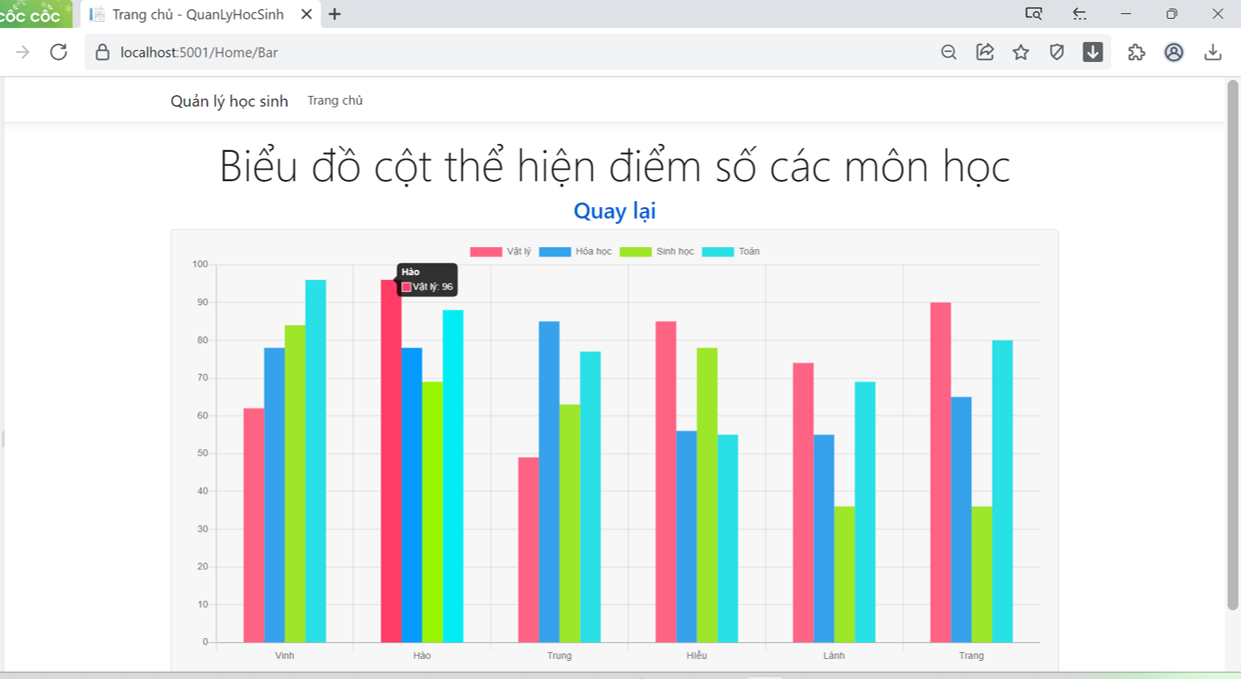 CỐC CỐC
Trang chủ - QuanLyHocSinh
localhost:5001/Home/Bar
Quản lý học sinh Trang chủ
Biểu đồ cột thể hiện điểm số các môn học
Quay lại
Vật lý Hóa học Sinh học Toán
100
Hào
Vật lý: 96
90
80
70
60
50
40
30
20
10
0
Vinh Hào Trung Hiếu Lành Trang